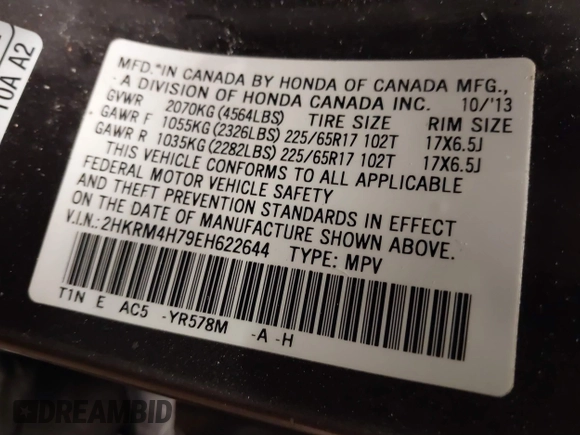 10A A2
MFD. IN CANADA BY HONDA OF CANADA MFG.,
A DIVISION OF HONDA CANADA INC. 10/'13
GVWR 2070KG (4564LBS) TIRE SIZE RIM SIZE
GAWR F 1055KG (2326LBS) 225/65R17 102T 17X6.5J
GAWR R 1035KG (2282LBS) 225/65R17 102T 17X6.5J
THIS VEHICLE CONFORMS TO ALL APPLICABLE
FEDERAL MOTOR VEHICLE SAFETY
AND THEFT PREVENTION STANDARDS IN EFFECT
ON THE DATE OF MANUFACTURE SHOWN ABOVE.
V.I.N.: 2HKRM4H79EH622644 TYPE: MPV
T1N E AC5 -YR578M -A -H
DREAMBID